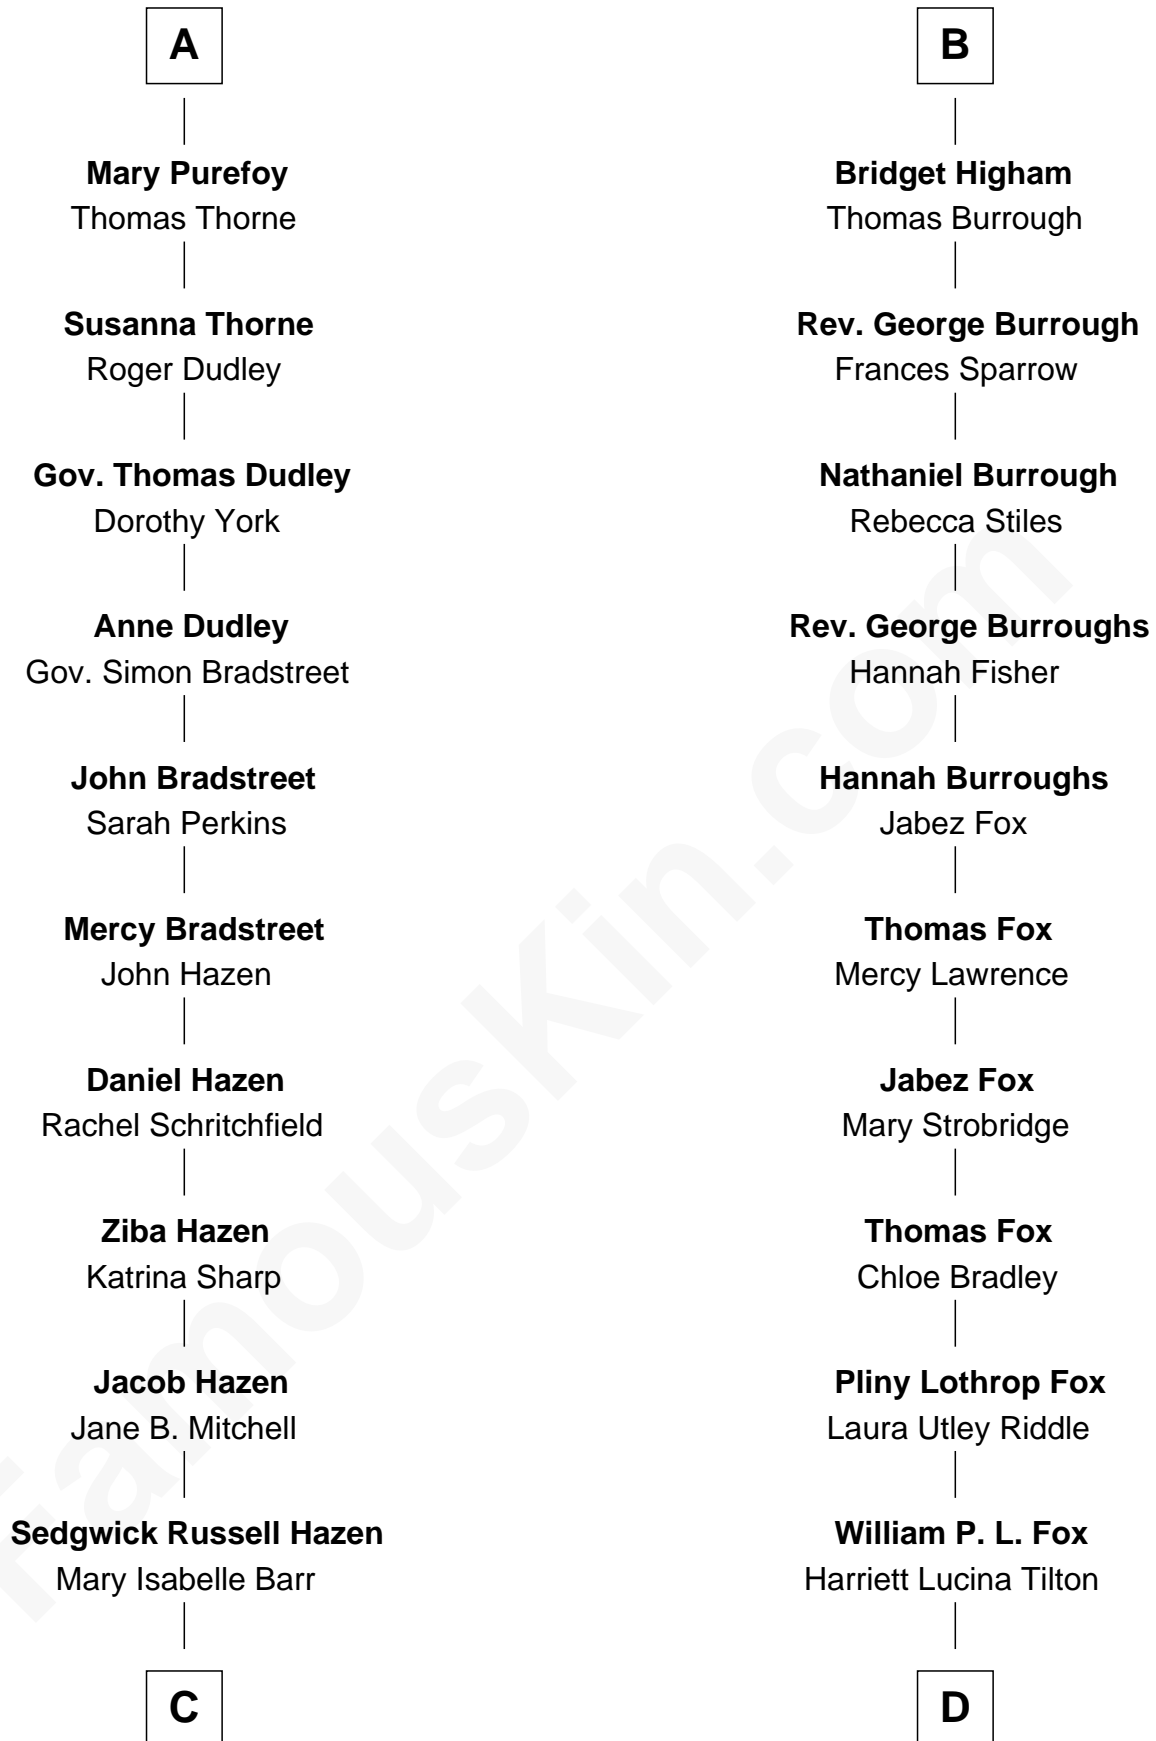 A
Mary Purefoy
Thomas Thorne
Susanna Thorne
Roger Dudley
Gov. Thomas Dudley
Dorothy York
Anne Dudley
Gov. Simon Bradstreet
John Bradstreet
Sarah Perkins
Mercy Bradstreet
John Hazen
Daniel Hazen
Rachel Schritchfield
Ziba Hazen
Katrina Sharp
Jacob Hazen
Jane B. Mitchell
Sedgwick Russell Hazen
Mary Isabelle Barr
C
B
Bridget Higham
Thomas Burrough
Rev. George Burrough
Frances Sparrow
Nathaniel Burrough
Rebecca Stiles
Rev. George Burroughs
Hannah Fisher
Hannah Burroughs
Jabez Fox
Thomas Fox
Mercy Lawrence
Jabez Fox
Mary Strobridge
Thomas Fox
Chloe Bradley
Pliny Lothrop Fox
Laura Utley Riddle
William P. L. Fox
Harriett Lucina Tilton
D
FamousKin.com